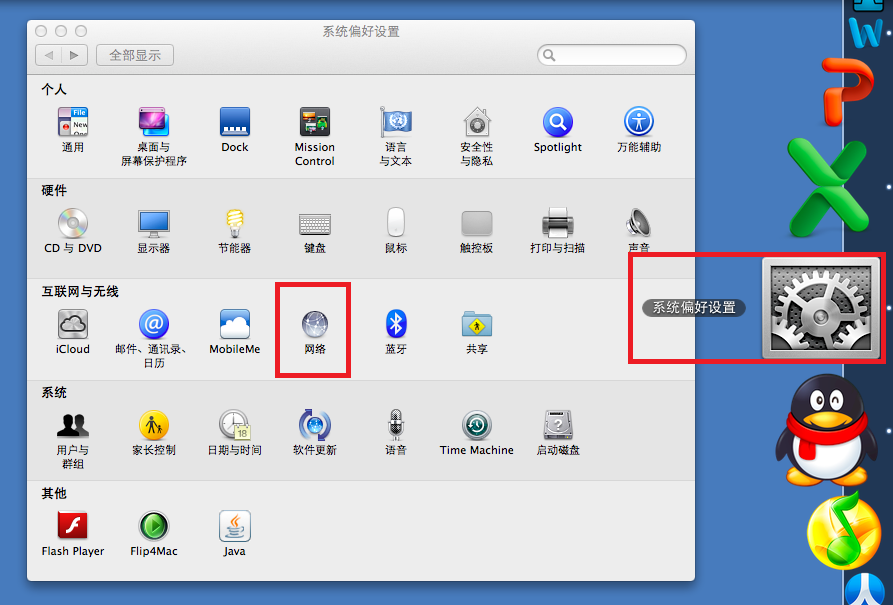 系统偏好设置
全部显示
个人
File
New
通用
桌面与
屏幕保护程序
Dock
Mission
Control
语言
与文本
安全性
与隐私
Spotlight
万能辅助
硬件
CD 与 DVD
显示器
节能器
键盘
鼠标
触控板
打印与扫描
声音
互联网与无线
iCloud
邮件、通讯录、
日历
MobileMe
网络
蓝牙
共享
系统偏好设置
系统
18
用户与
群组
家长控制
日期与时间
软件更新
语音
Time Machine
启动磁盘
其他
Flash Player
Flip4Mac
Java